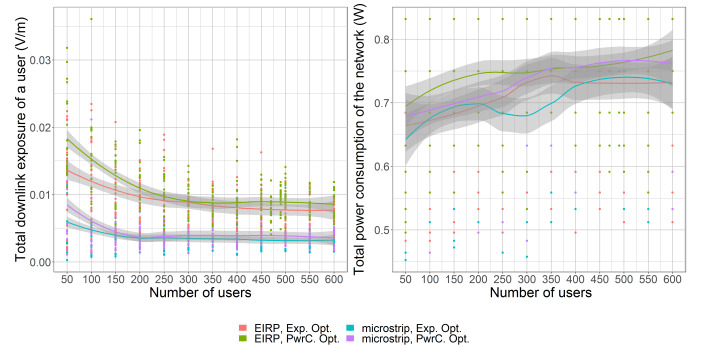 Total downlink exposure of a user (V/m)
0.03
0.02
0.01
0.00
50 100 150 200 250 300 350 400 450 500 550 600
Number of users
Total power consumption of the network (W)
0.8
0.7
0.6
0.5
50 100 150 200 250 300 350 400 450 500 550 600
Number of users
EIRP, Exp. Opt. microstrip, Exp. Opt.
EIRP, PwrC. Opt. microstrip, PwrC. Opt.